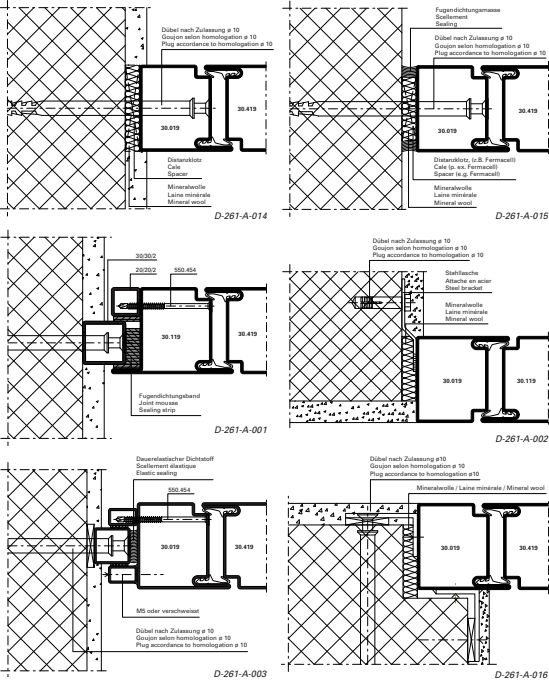 Dübel nach Zulassung ø 10
Goujon selon homologation ø 10
Plug accordance to homologation ø 10
30.019
30.419
Distanzklotz
Cale
Spacer
Mineralwolle
Laine minérale
Mineral wool
D-261-A-014
Fugendichtungsmasse
Scellement
Sealing
Dübel nach Zulassung ø 10
Goujon selon homologation ø 10
Plug accordance to homologation ø 10
30.419
30.019
Distanzklotz, (z.B. Fermacell)
Cale (p. ex. Fermacell)
Spacer (e.g. Fermacell)
Mineralwolle
Laine minérale
Mineral wool
D-261-A-015
30/30/2
20/20/2
550.454
30.119
30.419
Fugendichtungsband
Joint mousse
Sealing strip
D-261-A-001
Dübel nach Zulassung ø 10
Goujon selon homologation ø 10
Plug accordance to homologation ø 10
Stahllasche
Attache en acier
Steel bracket
Mineralwolle
Laine minérale
Mineral wool
30.019
30.119
D-261-A-002
Dauerelastischer Dichtstoff
Scellement élastique
Elastic sealing
550.454
30.019
30.419
M5 oder verschweisst
Dübel nach Zulassung ø 10
Goujon selon homologation ø 10
Plug accordance to homologation ø 10
D-261-A-003
Dübel nach Zulassung ø10
Goujon selon homologation ø 10
Plug accordance to homologation ø10
Mineralwolle / Laine minérale / Mineral wool
30.019
30.419
D-261-A-016